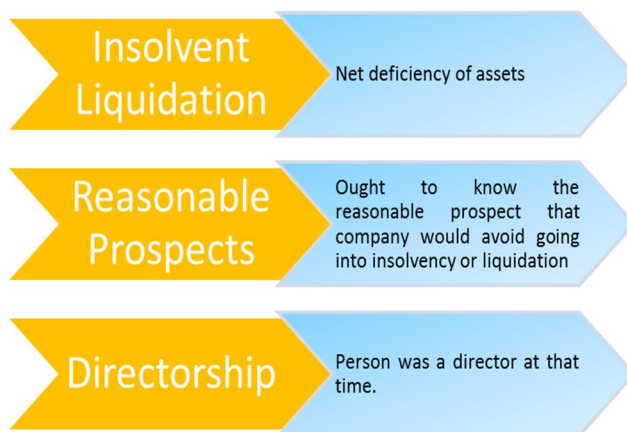 Insolvent
Liquidation
Net deficiency of assets
Reasonable
Prospects
Ought to know the
reasonable prospect that
company would avoid going
into insolvency or liquidation
Directorship
Person was a director at that
time.